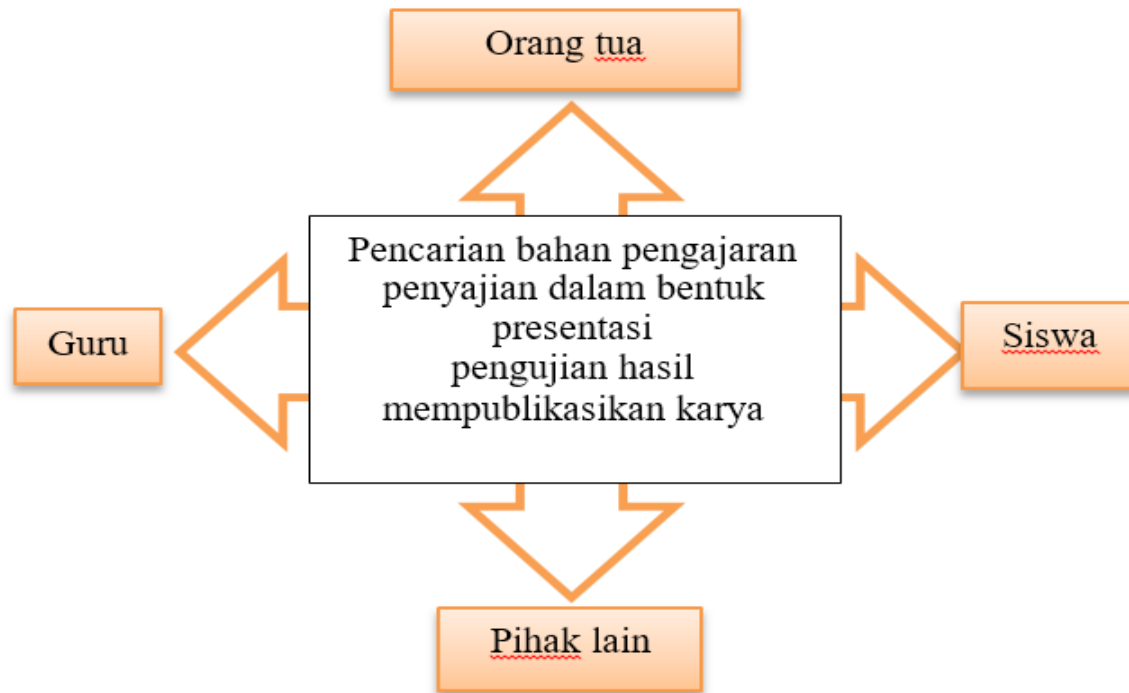 Orang tua
Pencarian bahan pengajaran
penyajian dalam bentuk
presentasi
pengujian hasil
mempublikasikan karya
Guru
Siswa
Pihak lain